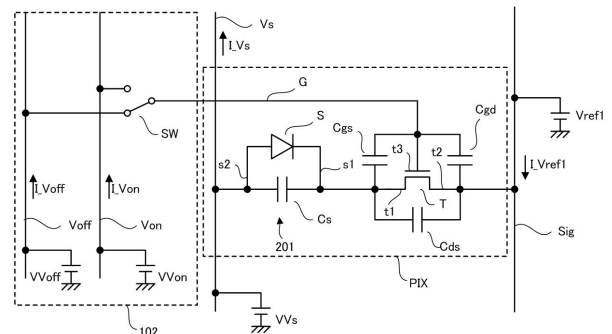 Vs
I_Vs
G
SW
S
Cgs
Cgd
t3
t2
t1
T
s2
s1
Cs
201
Cds
PIX
Vref1
I_Vref1
Sig
I_Voff
I_Von
Voff
Von
VVoff
VVon
VVs
102